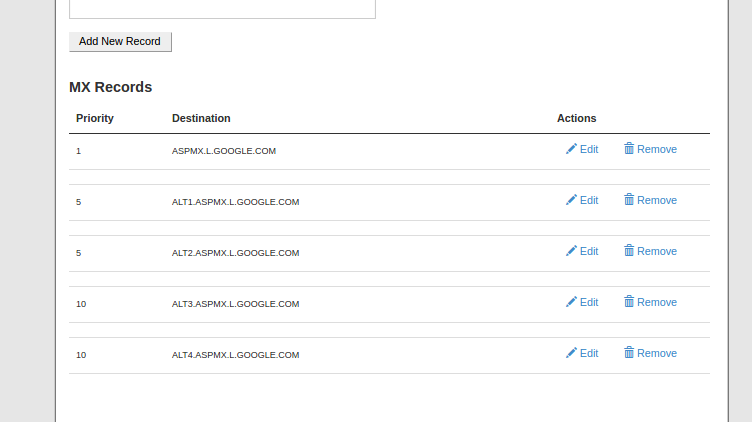 Add New Record
MX Records
Priority Destination Actions
1 ASPMX.L.GOOGLE.COM Edit Remove
5 ALT1.ASPMX.L.GOOGLE.COM Edit Remove
5 ALT2.ASPMX.L.GOOGLE.COM Edit Remove
10 ALT3.ASPMX.L.GOOGLE.COM Edit Remove
10 ALT4.ASPMX.L.GOOGLE.COM Edit Remove